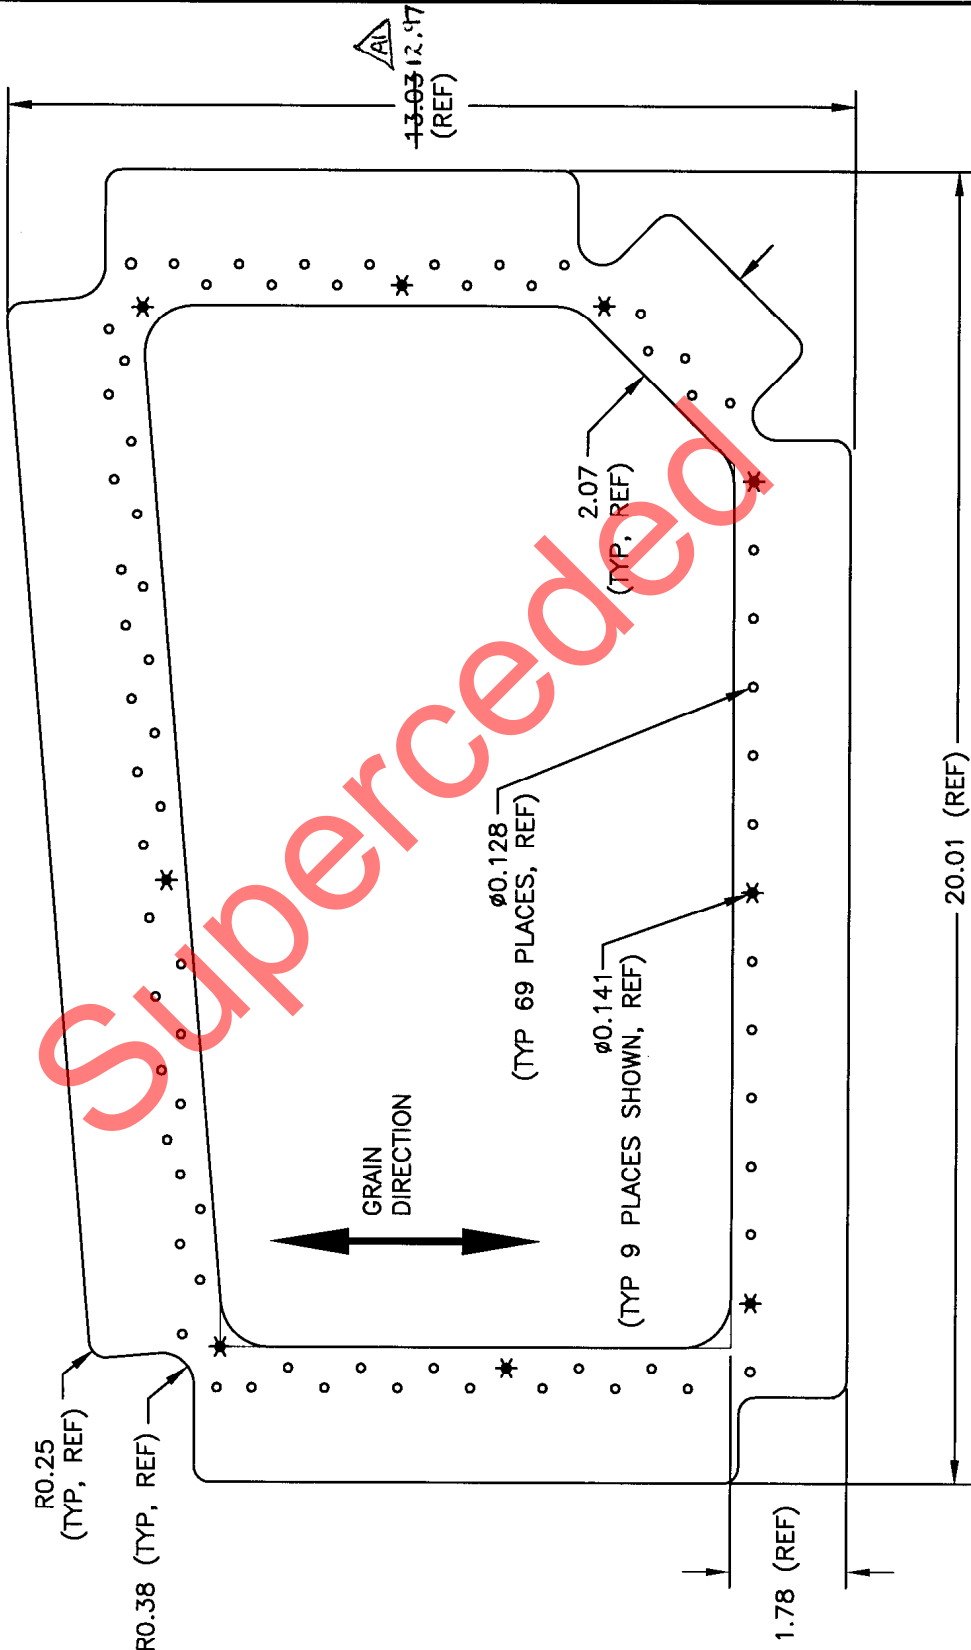 A1
13.03 12.97
(REF)
2.07
(TYP, REF)
ø0.128
(TYP 69 PLACES, REF)
ø0.141
(TYP 9 PLACES SHOWN, REF)
GRAIN
DIRECTION
R0.25
(TYP, REF)
R0.38 (TYP, REF)
1.78 (REF)
20.01 (REF)
Superceded